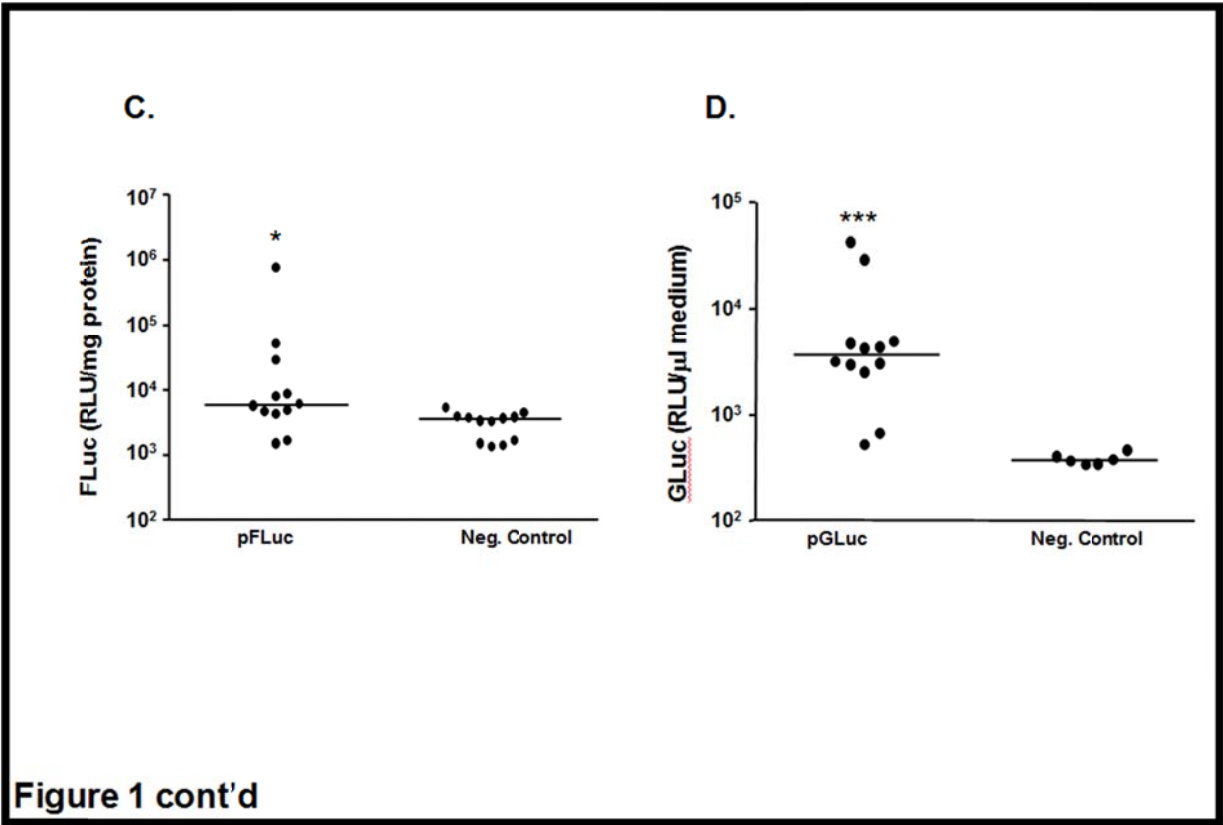 C.
FLuc (RLU/mg protein)
10⁷
10⁶
10⁵
10⁴
10³
10²
*
pFLuc
Neg. Control
D.
GLuc (RLU/µl medium)
10⁵
10⁴
10³
10²
***
pGLuc
Neg. Control
Figure 1 cont'd